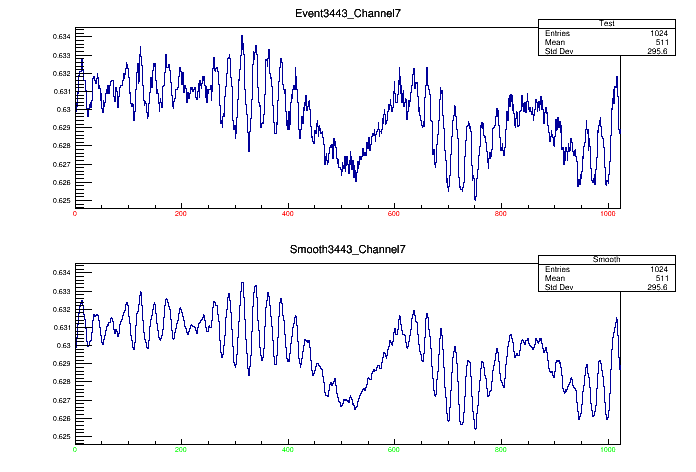 Event3443_Channel7
Test
Entries 1024
Mean 511
Std Dev 295.6
0.634
0.633
0.632
0.631
0.63
0.629
0.628
0.627
0.626
0.625
0 200 400 600 800 1000
Smooth3443_Channel7
Smooth
Entries 1024
Mean 511
Std Dev 295.6
0.634
0.633
0.632
0.631
0.63
0.629
0.628
0.627
0.626
0.625
0 200 400 600 800 1000